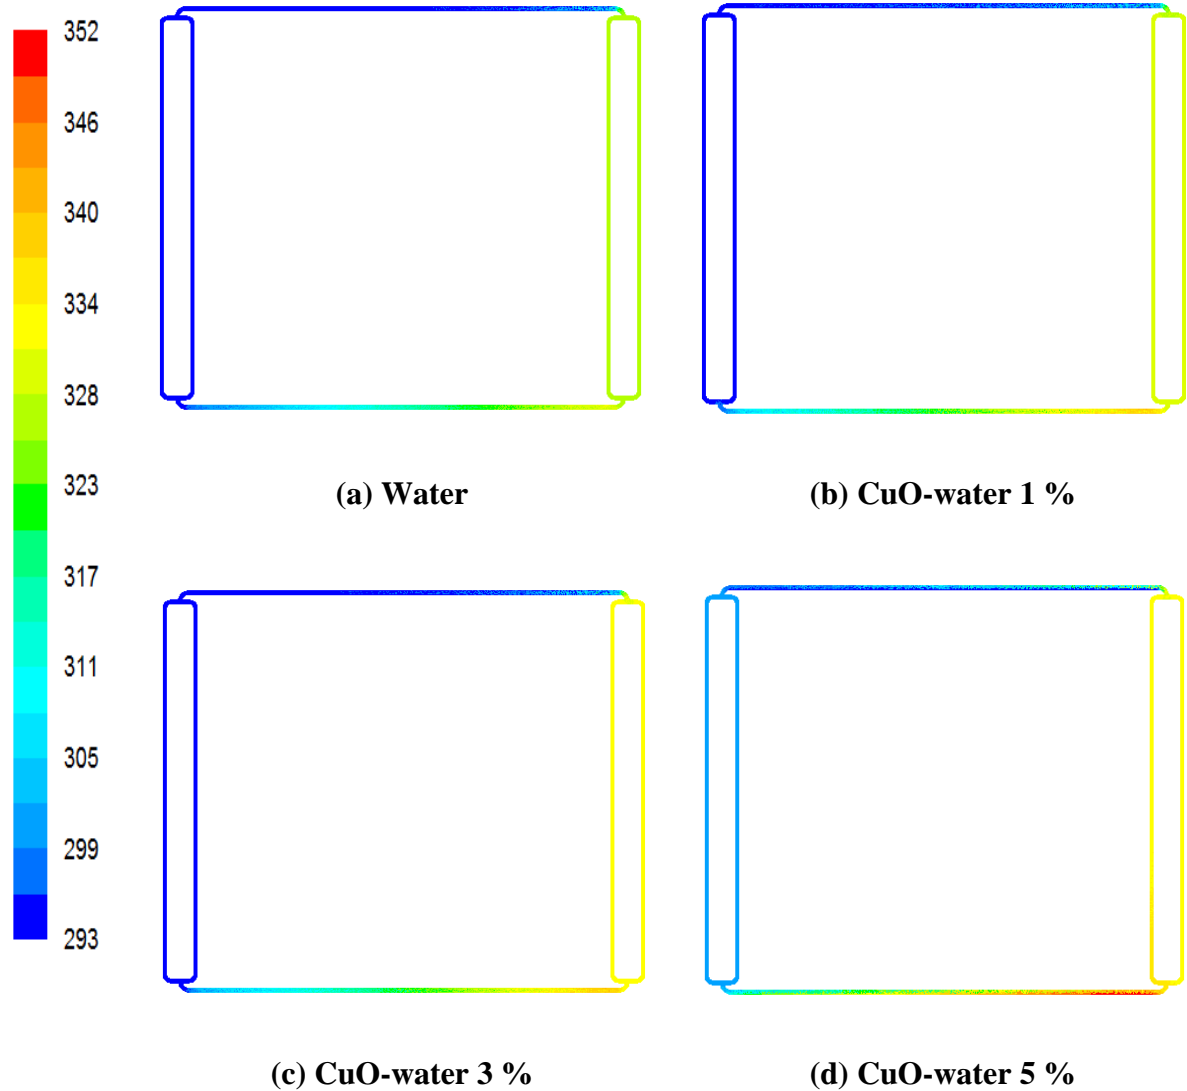 352
346
340
334
328
323
317
311
305
299
293
(a) Water
(b) CuO-water 1 %
(c) CuO-water 3 %
(d) CuO-water 5 %